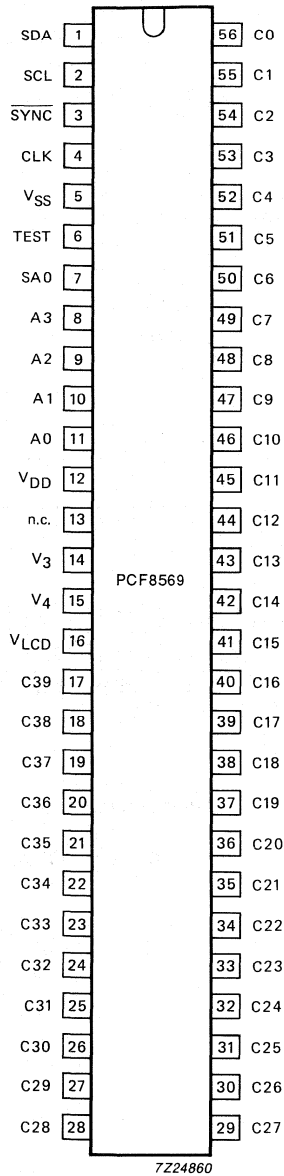 SDA 1 56 C0
SCL 2 55 C1
SYNC 3 54 C2
CLK 4 53 C3
VSS 5 52 C4
TEST 6 51 C5
SA0 7 50 C6
A3 8 49 C7
A2 9 48 C8
A1 10 47 C9
A0 11 46 C10
VDD 12 45 C11
n.c. 13 44 C12
V3 14 43 C13
PCF8569
V4 15 42 C14
VLCD 16 41 C15
C39 17 40 C16
C38 18 39 C17
C37 19 38 C18
C36 20 37 C19
C35 21 36 C20
C34 22 35 C21
C33 23 34 C22
C32 24 33 C23
C31 25 32 C24
C30 26 31 C25
C29 27 30 C26
C28 28 29 C27
7Z24860